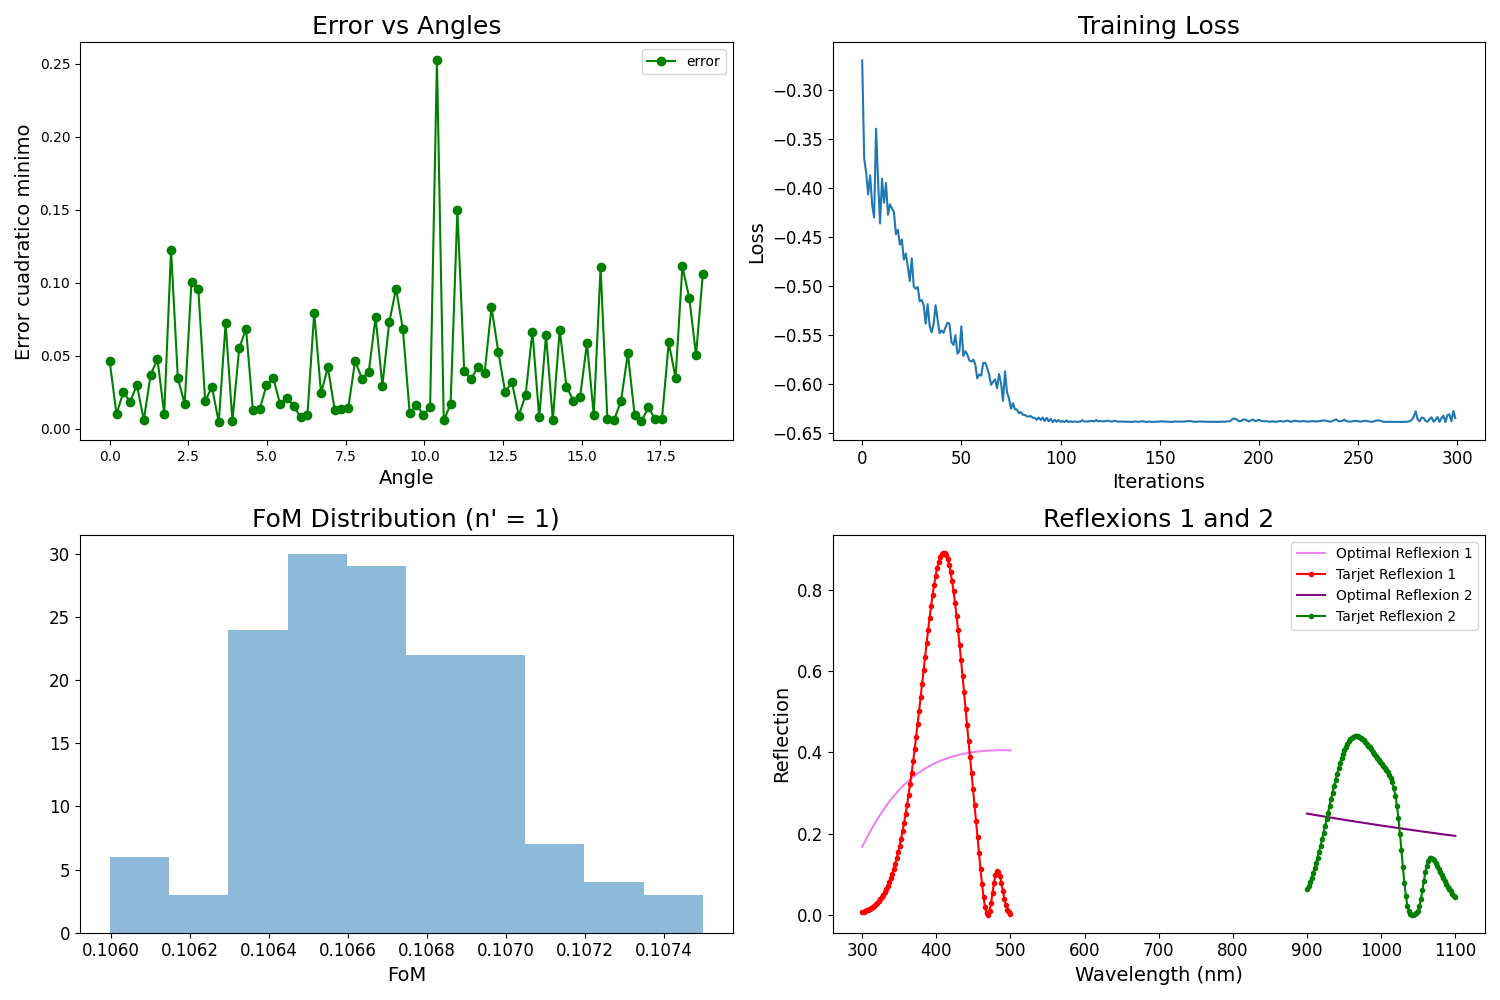 Error vs Angles
error
Error cuadratico minimo
0.25
0.20
0.15
0.10
0.05
0.00
0.0 2.5 5.0 7.5 10.0 12.5 15.0 17.5
Angle
Training Loss
Loss
−0.30
−0.35
−0.40
−0.45
−0.50
−0.55
−0.60
−0.65
0 50 100 150 200 250 300
Iterations
FoM Distribution (n' = 1)
30
25
20
15
10
5
0
0.1060 0.1062 0.1064 0.1066 0.1068 0.1070 0.1072 0.1074
FoM
Reflexions 1 and 2
Optimal Reflexion 1
Tarjet Reflexion 1
Optimal Reflexion 2
Tarjet Reflexion 2
Reflection
0.8
0.6
0.4
0.2
0.0
300 400 500 600 700 800 900 1000 1100
Wavelength (nm)